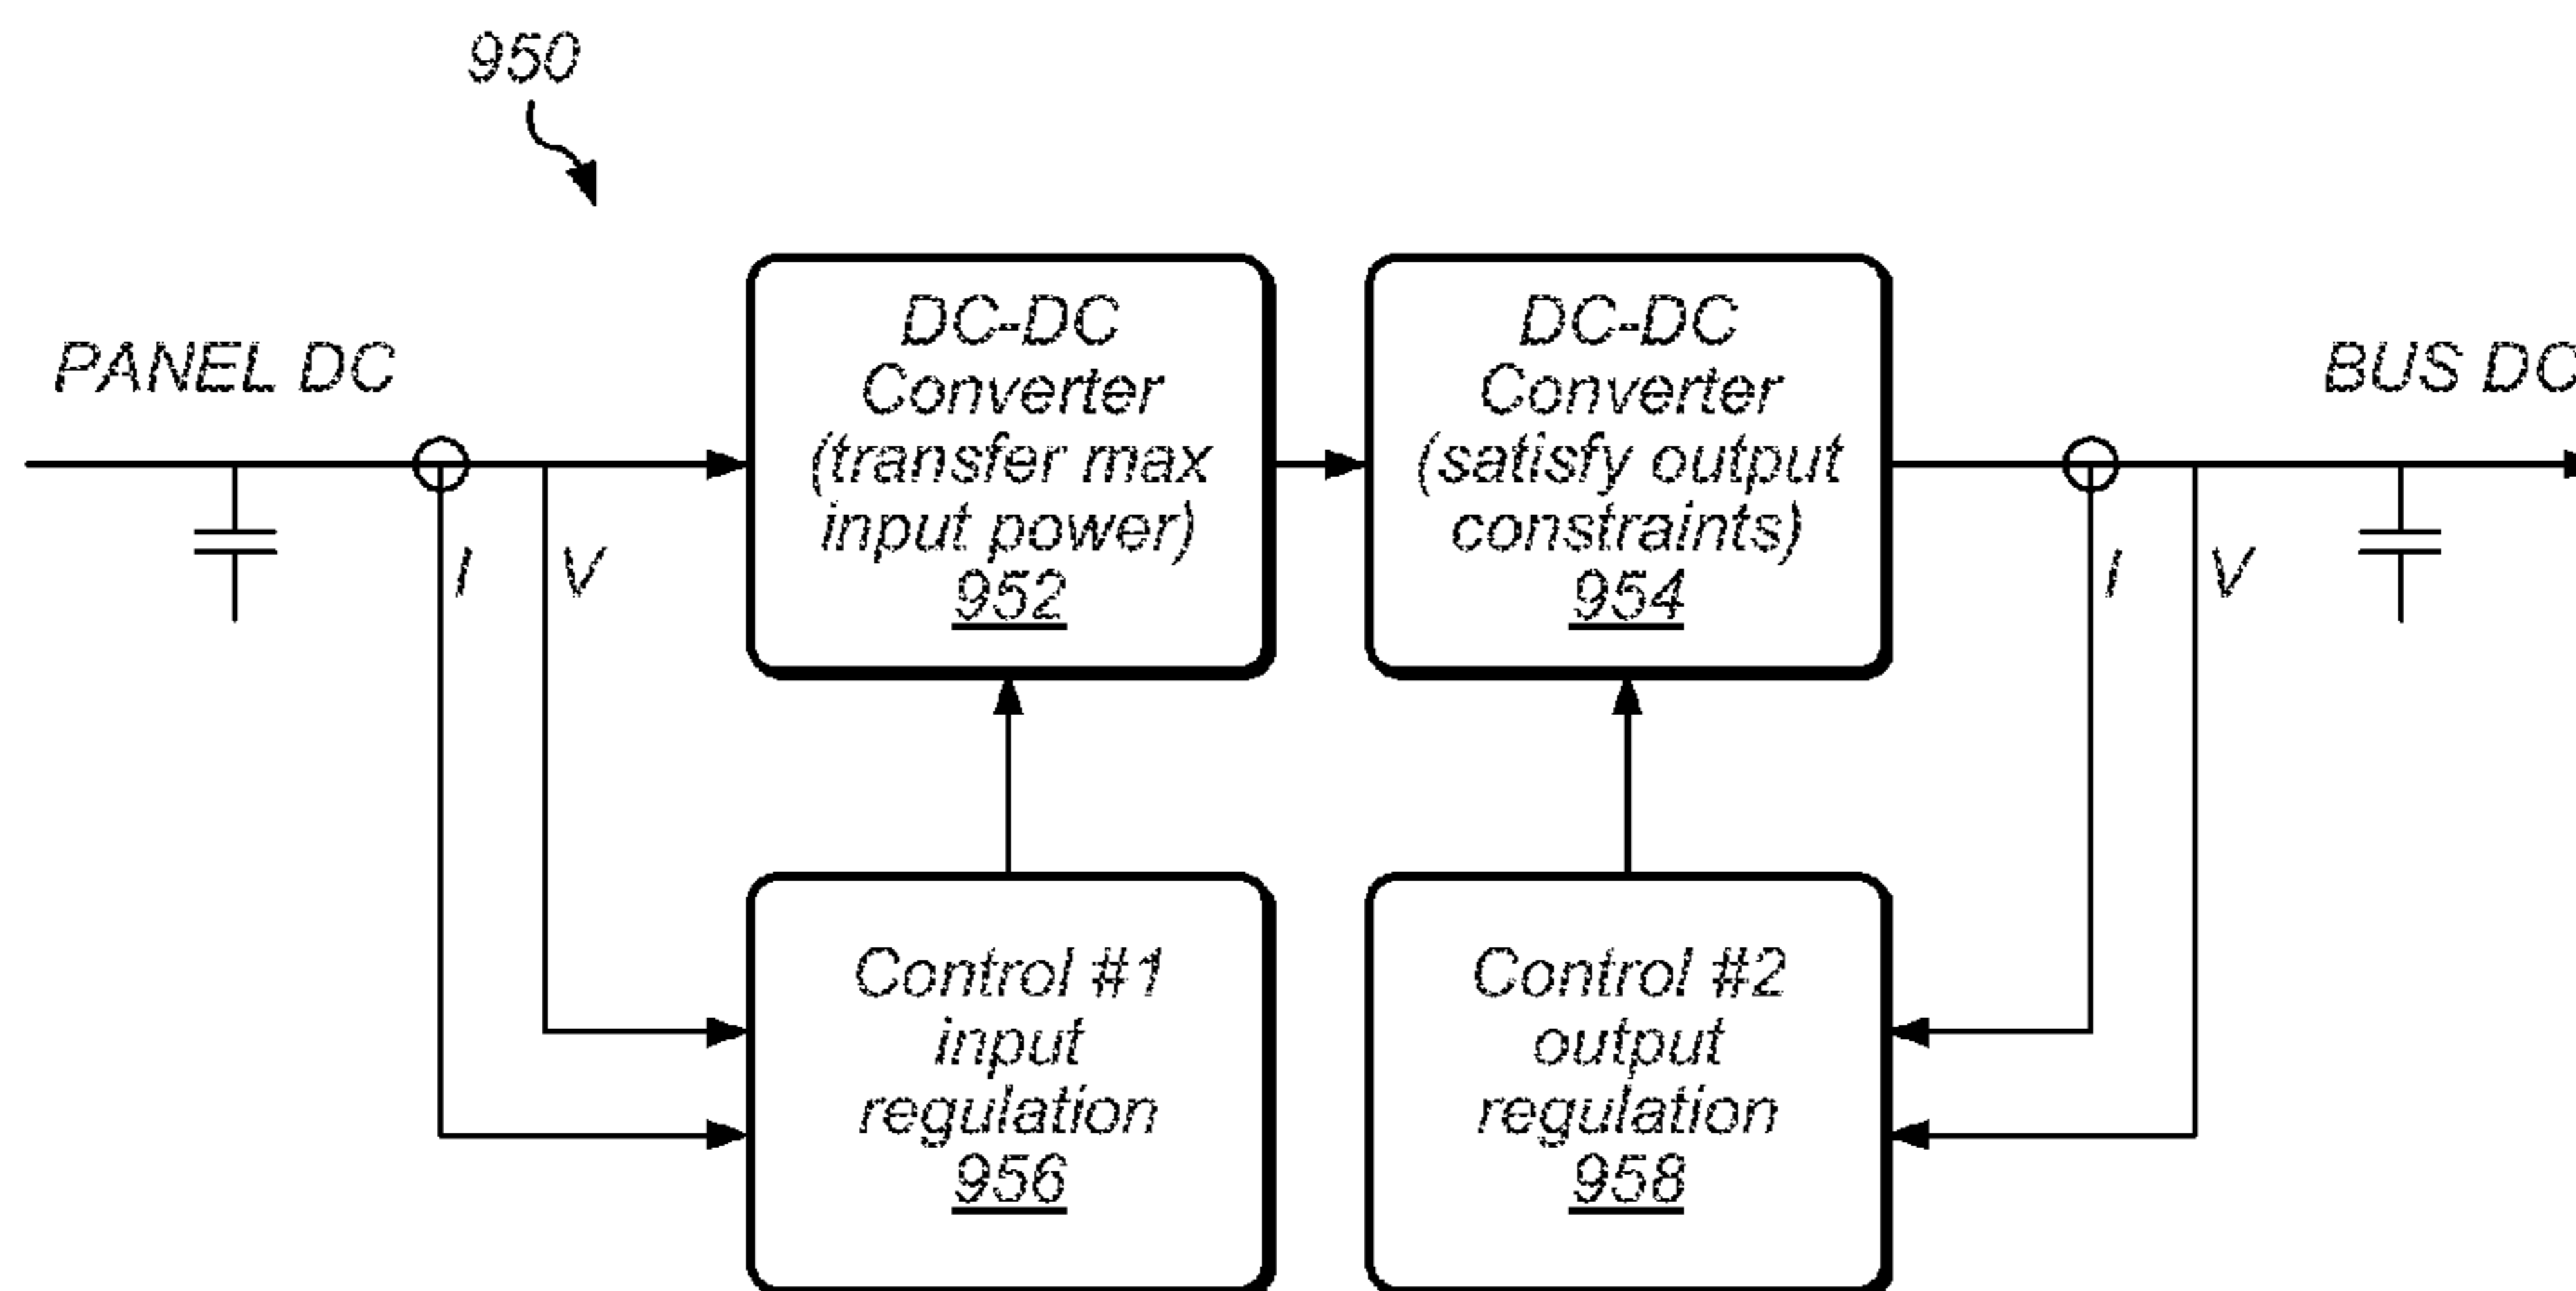 950
PANEL DC
DC-DC
Converter
(transfer max
input power)
952
DC-DC
Converter
(satisfy output
constraints)
954
BUS DC
I
V
I
V
Control #1
input
regulation
956
Control #2
output
regulation
958